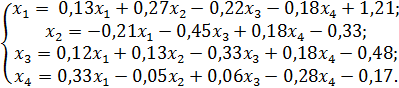 x₁ = 0,13x₁ + 0,27x₂ − 0,22x₃ − 0,18x₄ + 1,21;
x₂ = −0,21x₁ − 0,45x₃ + 0,18x₄ − 0,33;
x₃ = 0,12x₁ + 0,13x₂ − 0,33x₃ + 0,18x₄ − 0,48;
x₄ = 0,33x₁ − 0,05x₂ + 0,06x₃ − 0,28x₄ − 0,17.